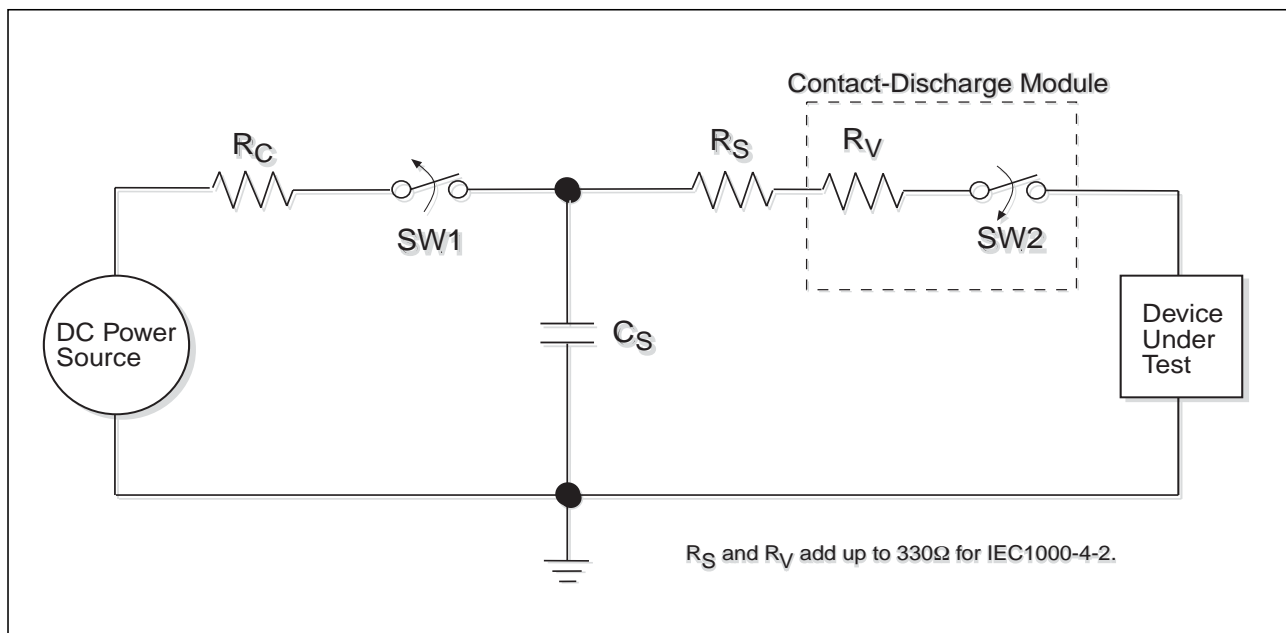 Contact-Discharge Module
RC
RS
RV
SW1
SW2
CS
DC Power
Source
Device
Under
Test
RS and RV add up to 330Ω for IEC1000-4-2.